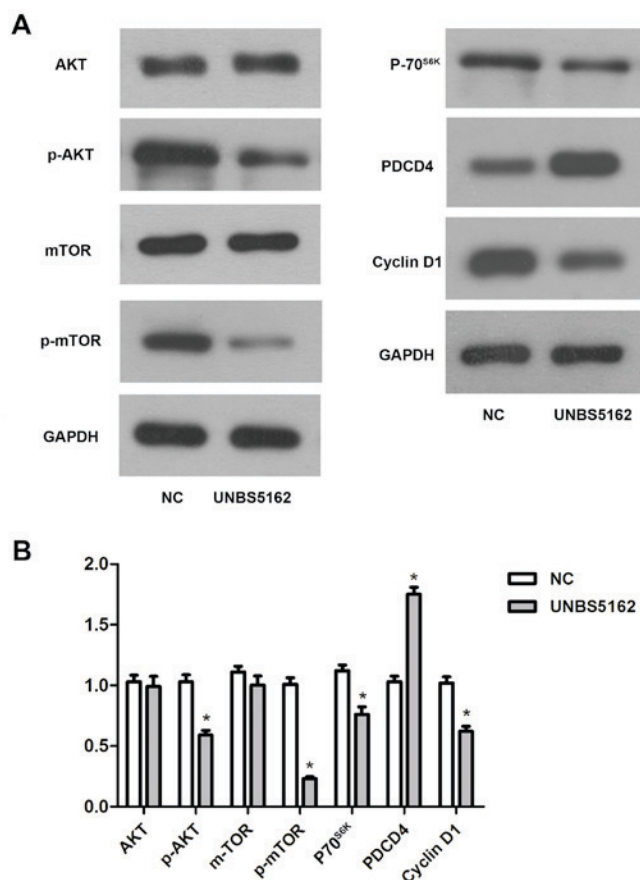 A
AKT
p-AKT
mTOR
p-mTOR
GAPDH
NC UNBS5162
P-70S6K
PDCD4
Cyclin D1
GAPDH
NC UNBS5162
B
2.0
1.5
1.0
0.5
0.0
* * * * *
AKT p-AKT m-TOR p-mTOR P70S6K PDCD4 Cyclin D1
NC
UNBS5162